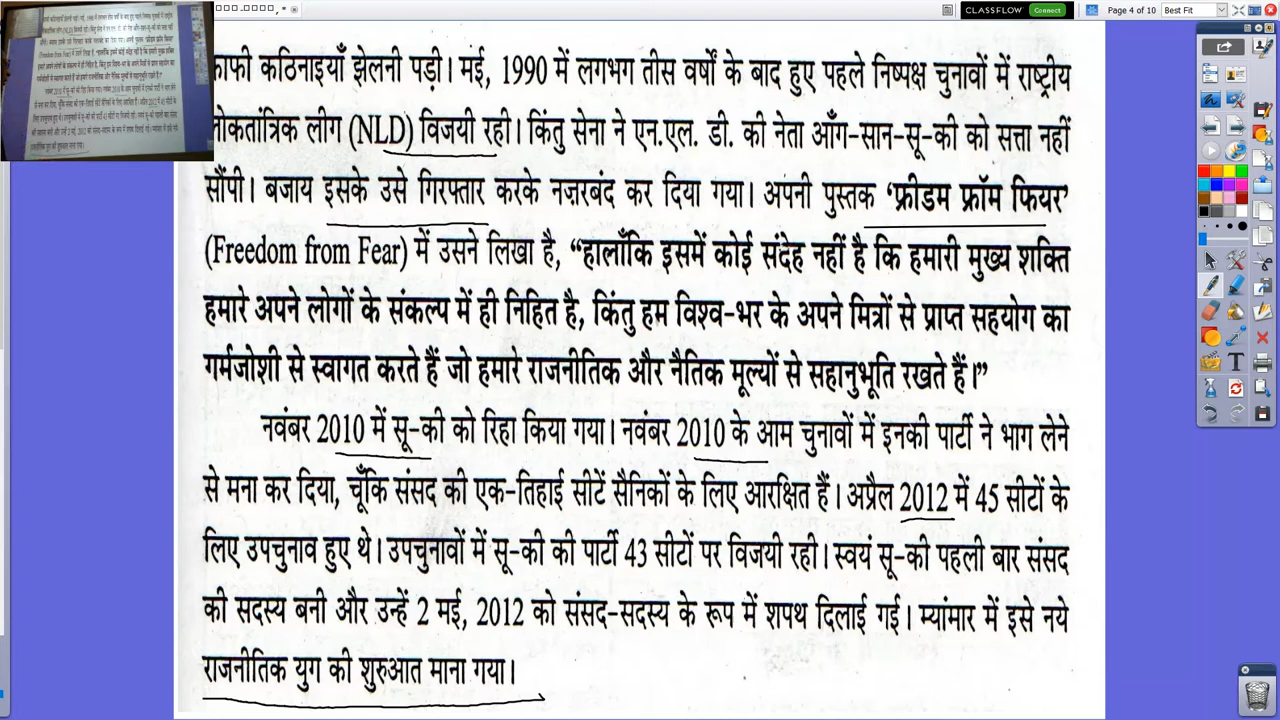 CLASSFLOW Connect Page 4 of 10 Best Fit
काफी कठिनाइयाँ झेलनी पड़ी। मई, 1990 में लगभग तीस वर्षों के बाद हुए पहले निष्पक्ष चुनावों में राष्ट्रीय
लोकतांत्रिक लीग (NLD) विजयी रही। किंतु सेना ने एन.एल. डी. की नेता आँग-सान-सू-की को सत्ता नहीं
सौंपी। बजाय इसके उसे गिरफ्तार करके नज़रबंद कर दिया गया। अपनी पुस्तक ‘फ्रीडम फ्रॉम फियर’
(Freedom from Fear) में उसने लिखा है, “हालाँकि इसमें कोई संदेह नहीं है कि हमारी मुख्य शक्ति
हमारे अपने लोगों के संकल्प में ही निहित है, किंतु हम विश्व-भर के अपने मित्रों से प्राप्त सहयोग का
गर्मजोशी से स्वागत करते हैं जो हमारे राजनीतिक और नैतिक मूल्यों से सहानुभूति रखते हैं।”
नवंबर 2010 में सू-की को रिहा किया गया। नवंबर 2010 के आम चुनावों में इनकी पार्टी ने भाग लेने
से मना कर दिया, चूँकि संसद की एक-तिहाई सीटें सैनिकों के लिए आरक्षित हैं। अप्रैल 2012 में 45 सीटों के
लिए उपचुनाव हुए थे। उपचुनावों में सू-की की पार्टी 43 सीटों पर विजयी रही। स्वयं सू-की पहली बार संसद
की सदस्य बनी और उन्हें 2 मई, 2012 को संसद-सदस्य के रूप में शपथ दिलाई गई। म्यांमार में इसे नये
राजनीतिक युग की शुरुआत माना गया।